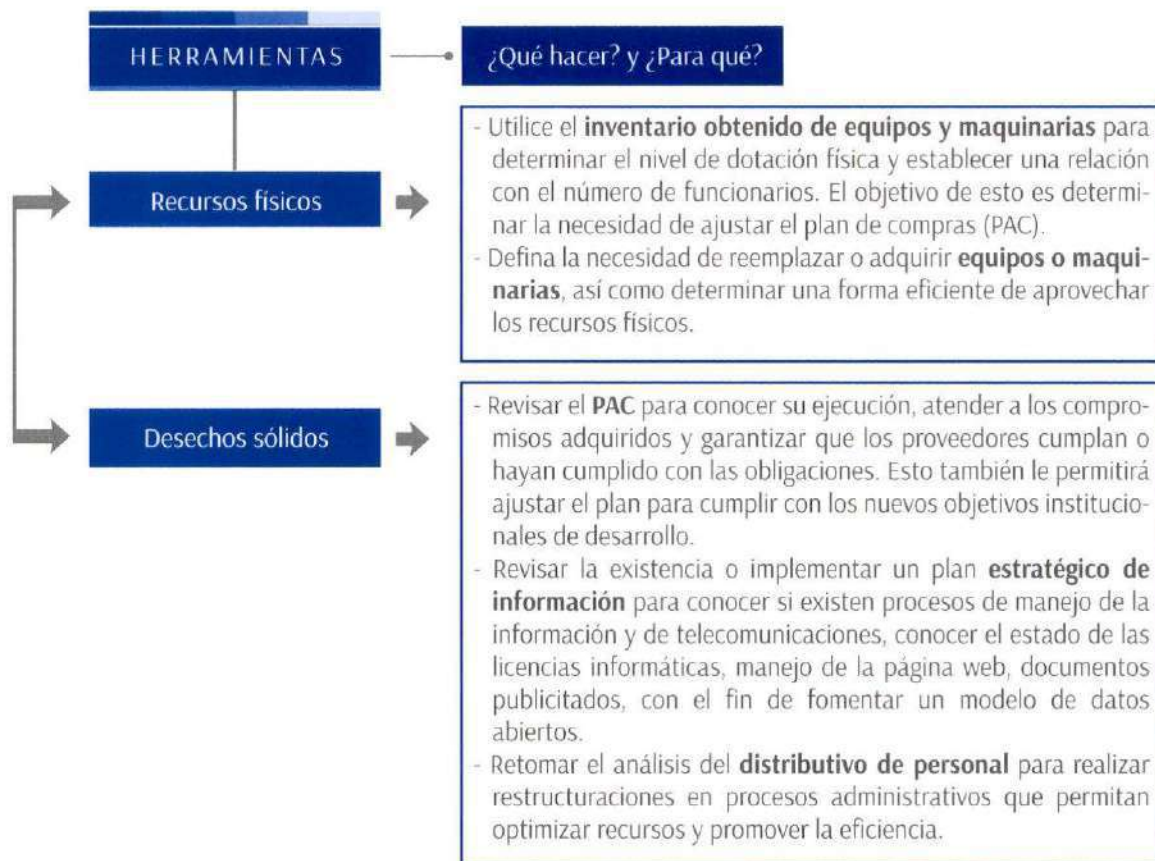 HERRAMIENTAS
¿Qué hacer? y ¿Para qué?
Recursos físicos
- Utilice el inventario obtenido de equipos y maquinarias para
determinar el nivel de dotación física y establecer una relación
con el número de funcionarios. El objetivo de esto es determi-
nar la necesidad de ajustar el plan de compras (PAC).
- Defina la necesidad de reemplazar o adquirir equipos o maqui-
narias, así como determinar una forma eficiente de aprovechar
los recursos físicos.
Desechos sólidos
- Revisar el PAC para conocer su ejecución, atender a los compro-
misos adquiridos y garantizar que los proveedores cumplan o
hayan cumplido con las obligaciones. Esto también le permitirá
ajustar el plan para cumplir con los nuevos objetivos institucio-
nales de desarrollo.
- Revisar la existencia o implementar un plan estratégico de
información para conocer si existen procesos de manejo de la
información y de telecomunicaciones, conocer el estado de las
licencias informáticas, manejo de la página web, documentos
publicitados, con el fin de fomentar un modelo de datos
abiertos.
- Retomar el análisis del distributivo de personal para realizar
restructuraciones en procesos administrativos que permitan
optimizar recursos y promover la eficiencia.